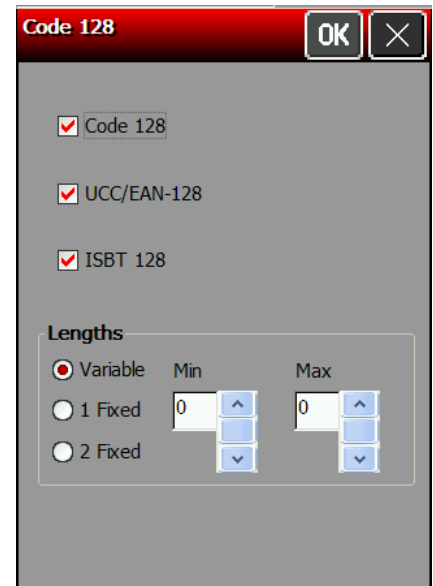 Code 128 OK
Code 128
UCC/EAN-128
ISBT 128
Lengths
Variable Min Max
1 Fixed 0 0
2 Fixed